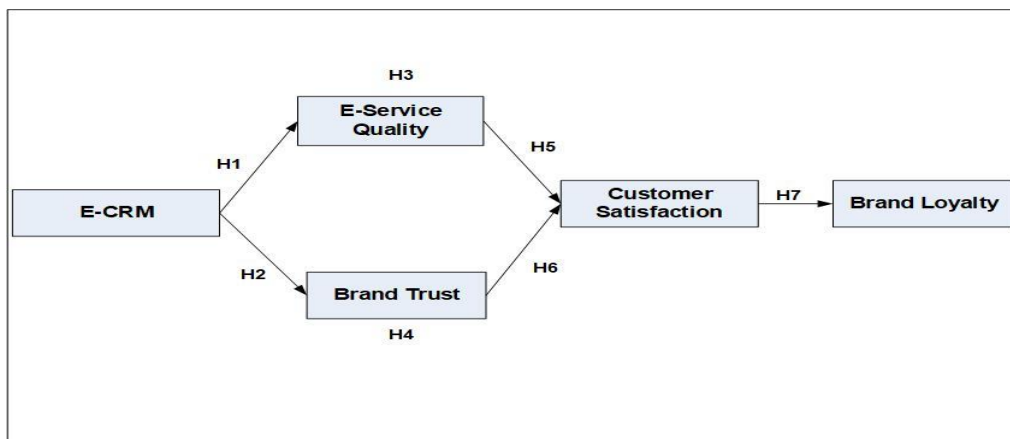 H3
E-Service
Quality
H1
H5
E-CRM
Customer
Satisfaction
H7
Brand Loyalty
H2
H6
Brand Trust
H4